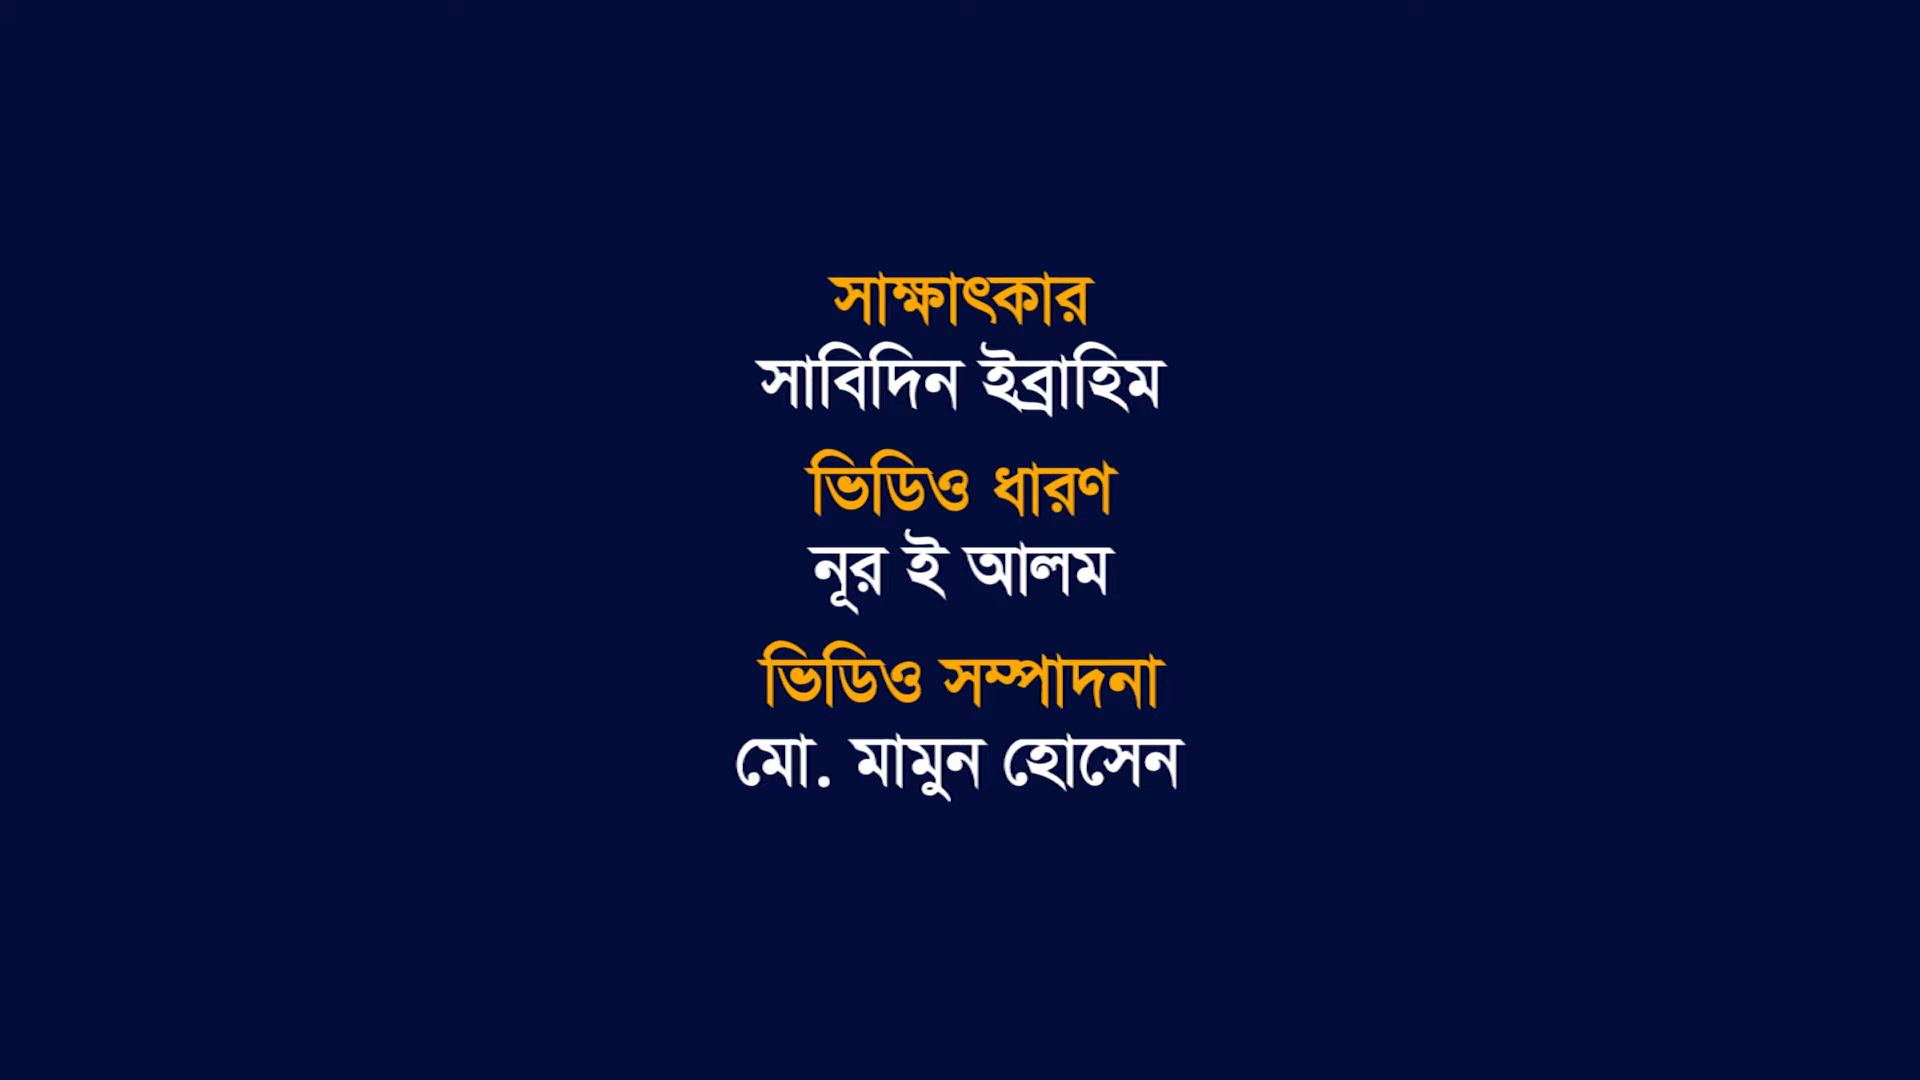 সাক্ষাৎকার
সাবিদিন ইব্রাহিম
ভিডিও ধারণ
নূর ই আলম
ভিডিও সম্পাদনা
মো. মামুন হোসেন